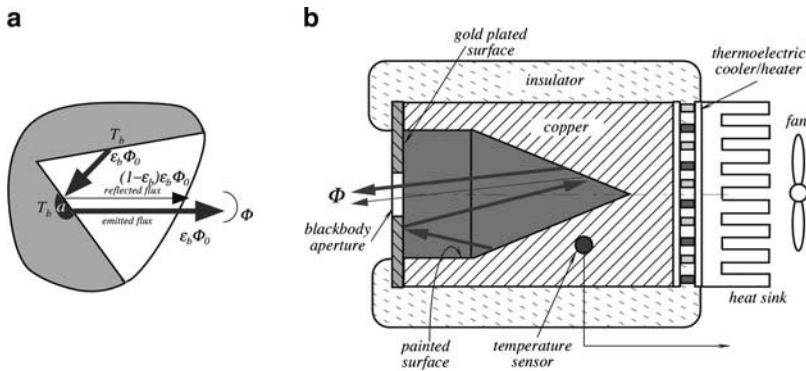 a
T_b
ε_bΦ_0
(1−ε_b)ε_bΦ_0
reflected flux
T_b
a
emitted flux
Φ
ε_bΦ_0
b
gold plated
surface
insulator
thermoelectric
cooler/heater
fan
copper
Φ
blackbody
aperture
painted
surface
temperature
sensor
heat sink